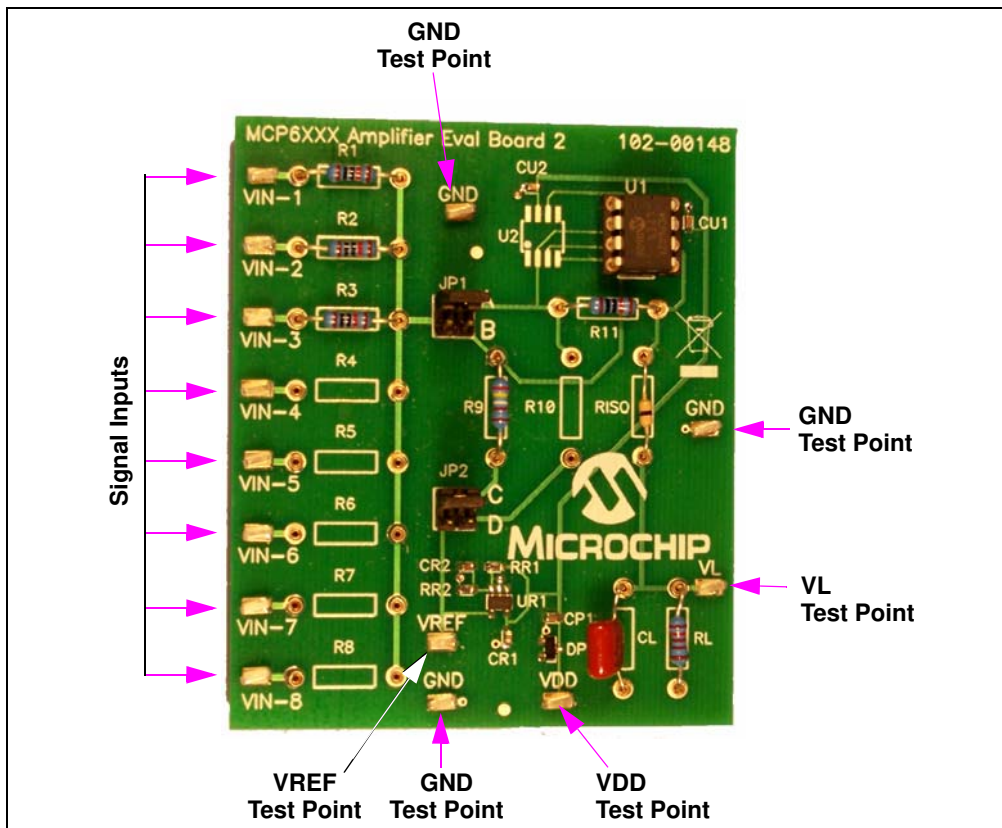 GND
Test Point
MCP6XXX Amplifier Eval Board 2
102-00148
R1
VIN-1
R2
VIN-2
R3
VIN-3
R4
VIN-4
R5
VIN-5
R6
VIN-6
R7
VIN-7
R8
VIN-8
Signal Inputs
GND
CU2
U1
CU1
U2
JP1
B
R11
R9
R10
RISO
GND
GND
Test Point
JP2
C
D
MICROCHIP
CR2
RR1
RR2
UR1
VREF
CR1
CP1
DP
CL
RL
VL
VL
Test Point
GND
VDD
VREF
Test Point
GND
Test Point
VDD
Test Point